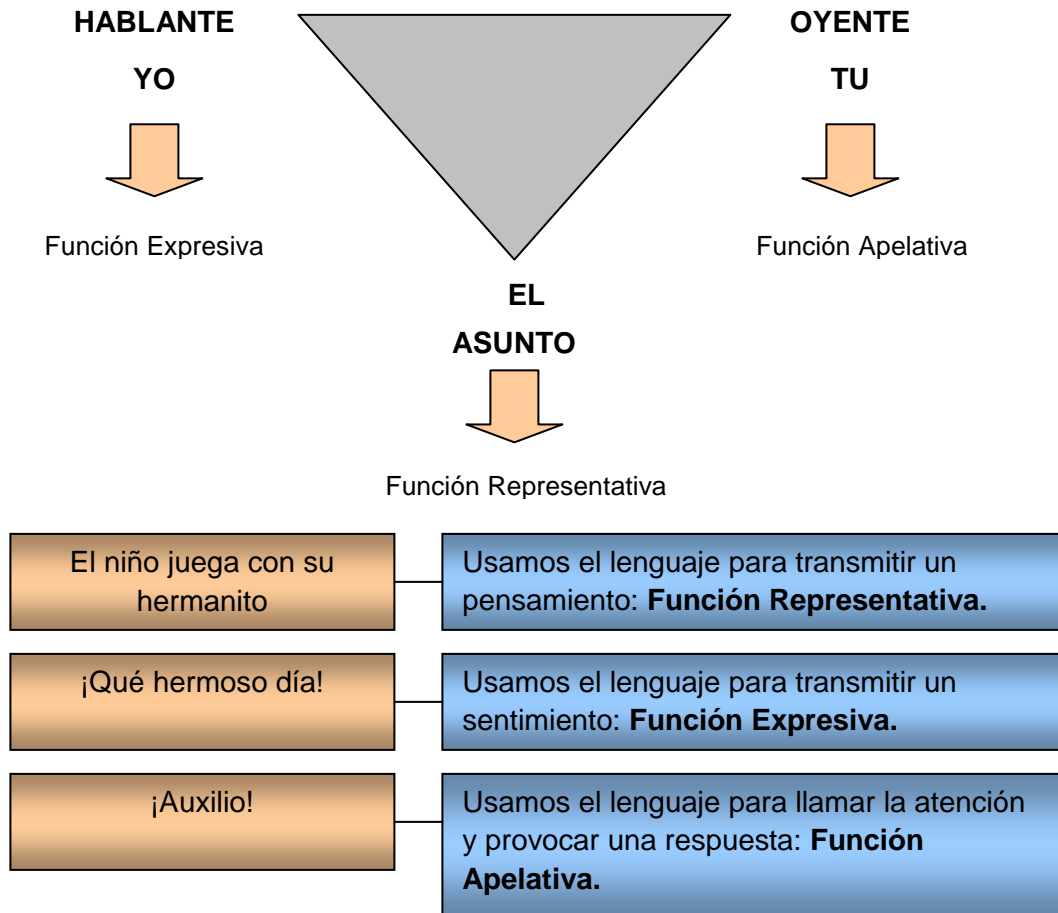 HABLANTE
OYENTE
YO
TU
Función Expresiva
Función Apelativa
EL
ASUNTO
Función Representativa
El niño juega con su
hermanito
Usamos el lenguaje para transmitir un
pensamiento: Función Representativa.
¡Qué hermoso día!
Usamos el lenguaje para transmitir un
sentimiento: Función Expresiva.
¡Auxilio!
Usamos el lenguaje para llamar la atención
y provocar una respuesta: Función
Apelativa.